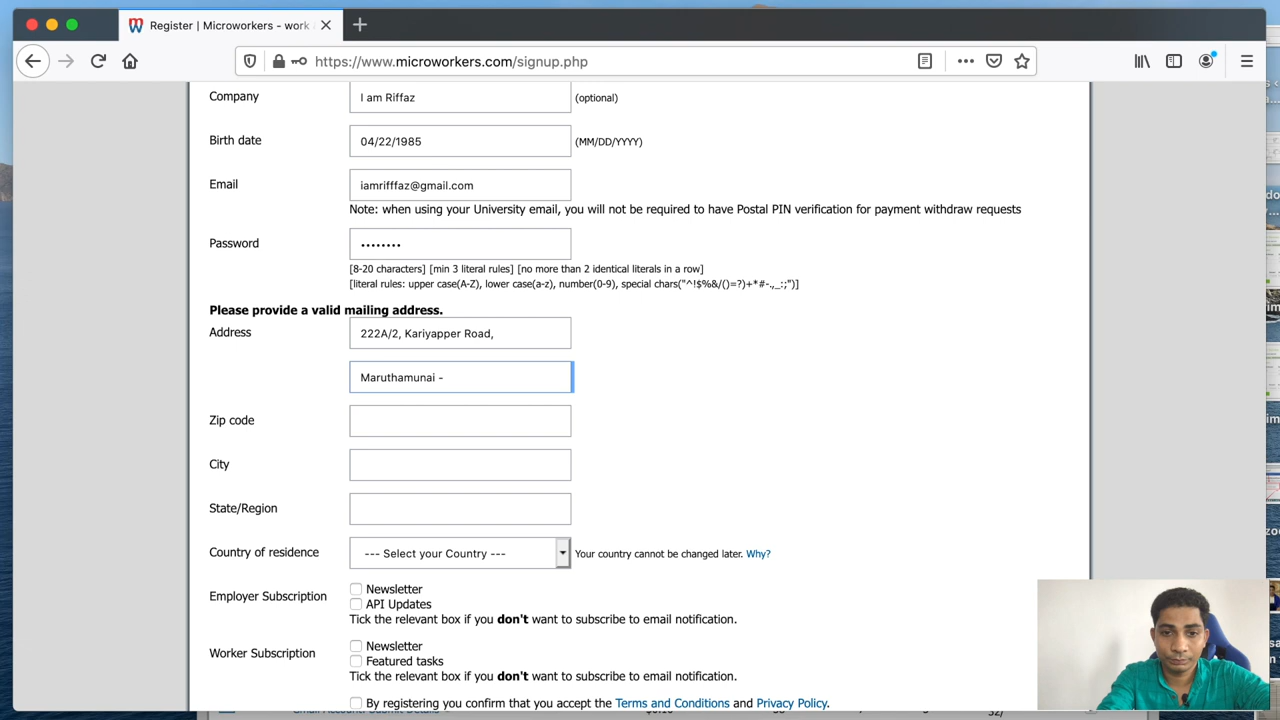 Register | Microworkers - work
https://www.microworkers.com/signup.php
Company I am Riffaz (optional)
Birth date 04/22/1985 (MM/DD/YYYY)
Email iamrifffaz@gmail.com
Note: when using your University email, you will not be required to have Postal PIN verification for payment withdraw requests
Password ••••••••
[8-20 characters] [min 3 literal rules] [no more than 2 identical literals in a row]
[literal rules: upper case(A-Z), lower case(a-z), number(0-9), special chars("^!$%&/()=?)+*#-.,_:;")]
Please provide a valid mailing address.
Address 222A/2, Kariyapper Road,
Maruthamunai -
Zip code
City
State/Region
Country of residence --- Select your Country --- Your country cannot be changed later. Why?
Employer Subscription Newsletter
API Updates
Tick the relevant box if you don't want to subscribe to email notification.
Worker Subscription Newsletter
Featured tasks
Tick the relevant box if you don't want to subscribe to email notification.
By registering you confirm that you accept the Terms and Conditions and Privacy Policy.